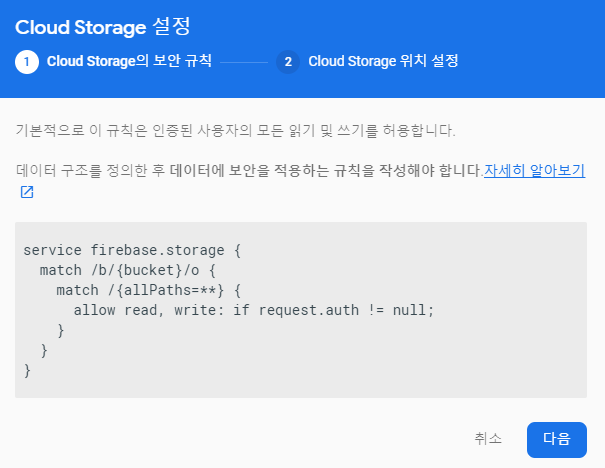 Cloud Storage 설정
1 Cloud Storage의 보안 규칙 2 Cloud Storage 위치 설정
기본적으로 이 규칙은 인증된 사용자의 모든 읽기 및 쓰기를 허용합니다.
데이터 구조를 정의한 후 데이터에 보안을 적용하는 규칙을 작성해야 합니다.자세히 알아보기
service firebase.storage {
  match /b/{bucket}/o {
    match /{allPaths=**} {
      allow read, write: if request.auth != null;
    }
  }
}
취소 다음